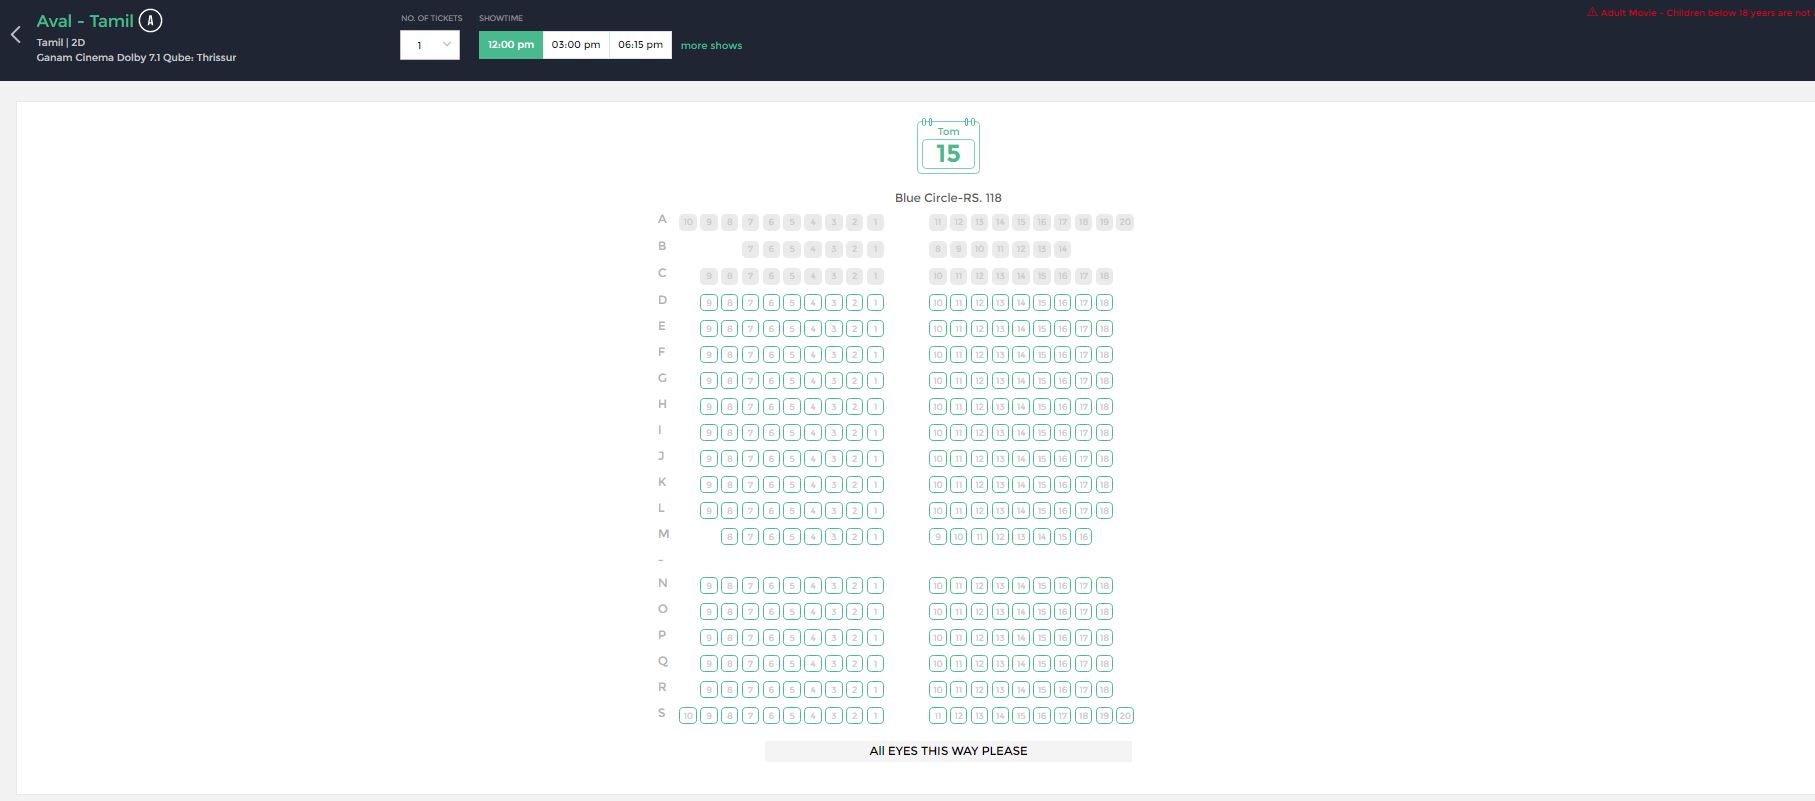 Aval - Tamil A
Tamil | 2D
Ganam Cinema Dolby 7.1 Qube: Thrissur
NO. OF TICKETS
1
SHOWTIME
12:00 pm 03:00 pm 06:15 pm more shows
Adult Movie - Children below 18 years are not
Tom
15
Blue Circle-RS. 118
A 10 9 8 7 6 5 4 3 2 1 11 12 13 14 15 16 17 18 19 20
B 7 6 5 4 3 2 1 8 9 10 11 12 13 14
C 9 8 7 6 5 4 3 2 1 10 11 12 13 14 15 16 17 18
D 9 8 7 6 5 4 3 2 1 10 11 12 13 14 15 16 17 18
E 9 8 7 6 5 4 3 2 1 10 11 12 13 14 15 16 17 18
F 9 8 7 6 5 4 3 2 1 10 11 12 13 14 15 16 17 18
G 9 8 7 6 5 4 3 2 1 10 11 12 13 14 15 16 17 18
H 9 8 7 6 5 4 3 2 1 10 11 12 13 14 15 16 17 18
I 9 8 7 6 5 4 3 2 1 10 11 12 13 14 15 16 17 18
J 9 8 7 6 5 4 3 2 1 10 11 12 13 14 15 16 17 18
K 9 8 7 6 5 4 3 2 1 10 11 12 13 14 15 16 17 18
L 9 8 7 6 5 4 3 2 1 10 11 12 13 14 15 16 17 18
M 8 7 6 5 4 3 2 1 9 10 11 12 13 14 15 16
-
N 9 8 7 6 5 4 3 2 1 10 11 12 13 14 15 16 17 18
O 9 8 7 6 5 4 3 2 1 10 11 12 13 14 15 16 17 18
P 9 8 7 6 5 4 3 2 1 10 11 12 13 14 15 16 17 18
Q 9 8 7 6 5 4 3 2 1 10 11 12 13 14 15 16 17 18
R 9 8 7 6 5 4 3 2 1 10 11 12 13 14 15 16 17 18
S 10 9 8 7 6 5 4 3 2 1 11 12 13 14 15 16 17 18 19 20
All EYES THIS WAY PLEASE